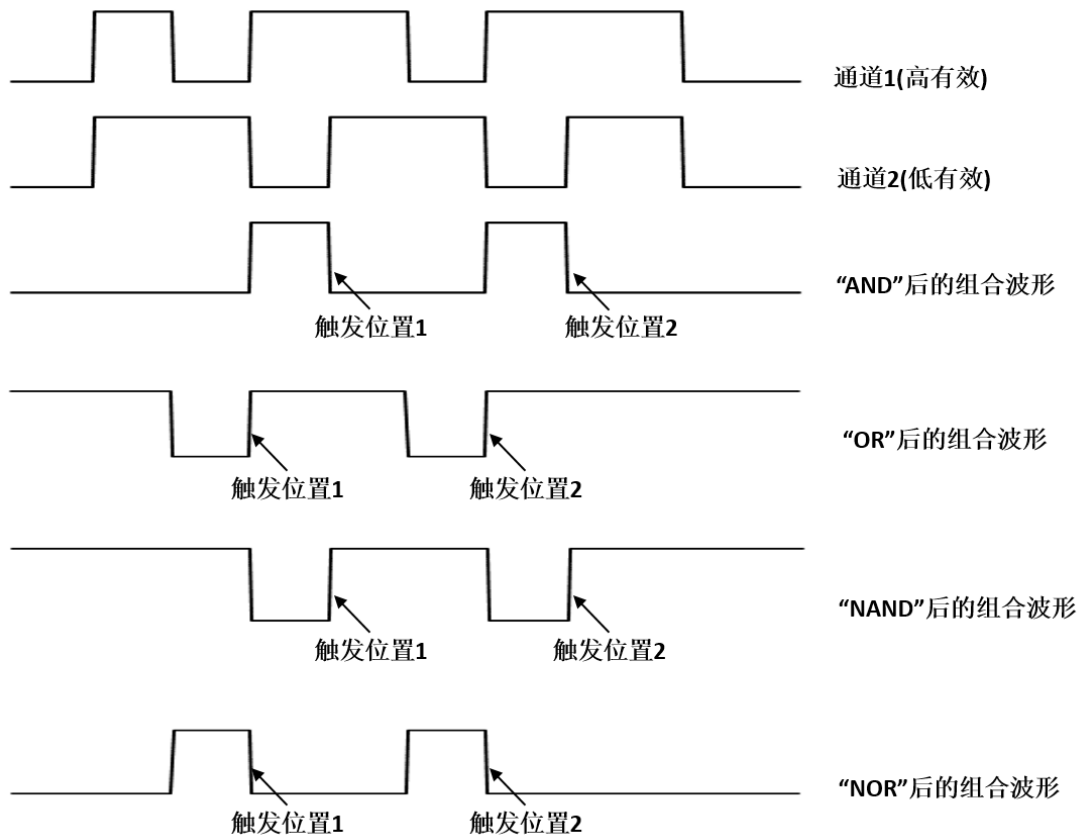 通道1(高有效)
通道2(低有效)
“AND”后的组合波形
触发位置1
触发位置2
“OR”后的组合波形
触发位置1
触发位置2
“NAND”后的组合波形
触发位置1
触发位置2
“NOR”后的组合波形
触发位置1
触发位置2